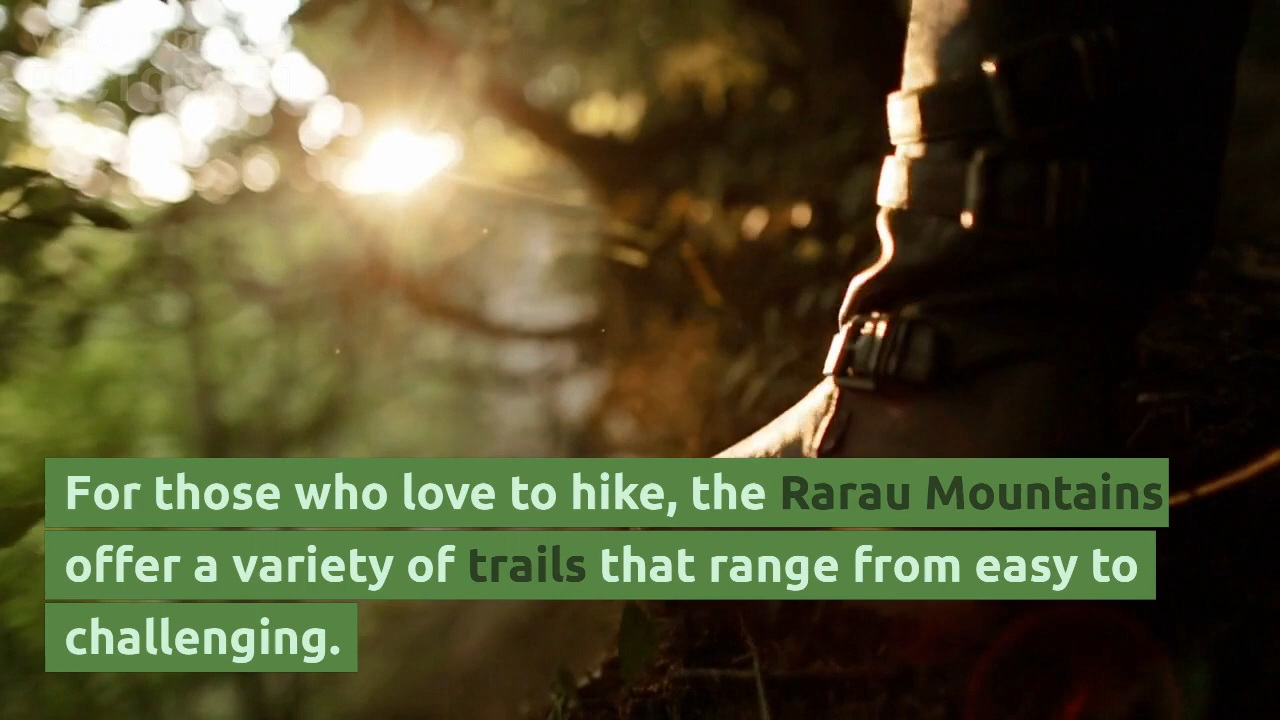 For those who love to hike, the Rarau Mountains
offer a variety of trails that range from easy to
challenging.